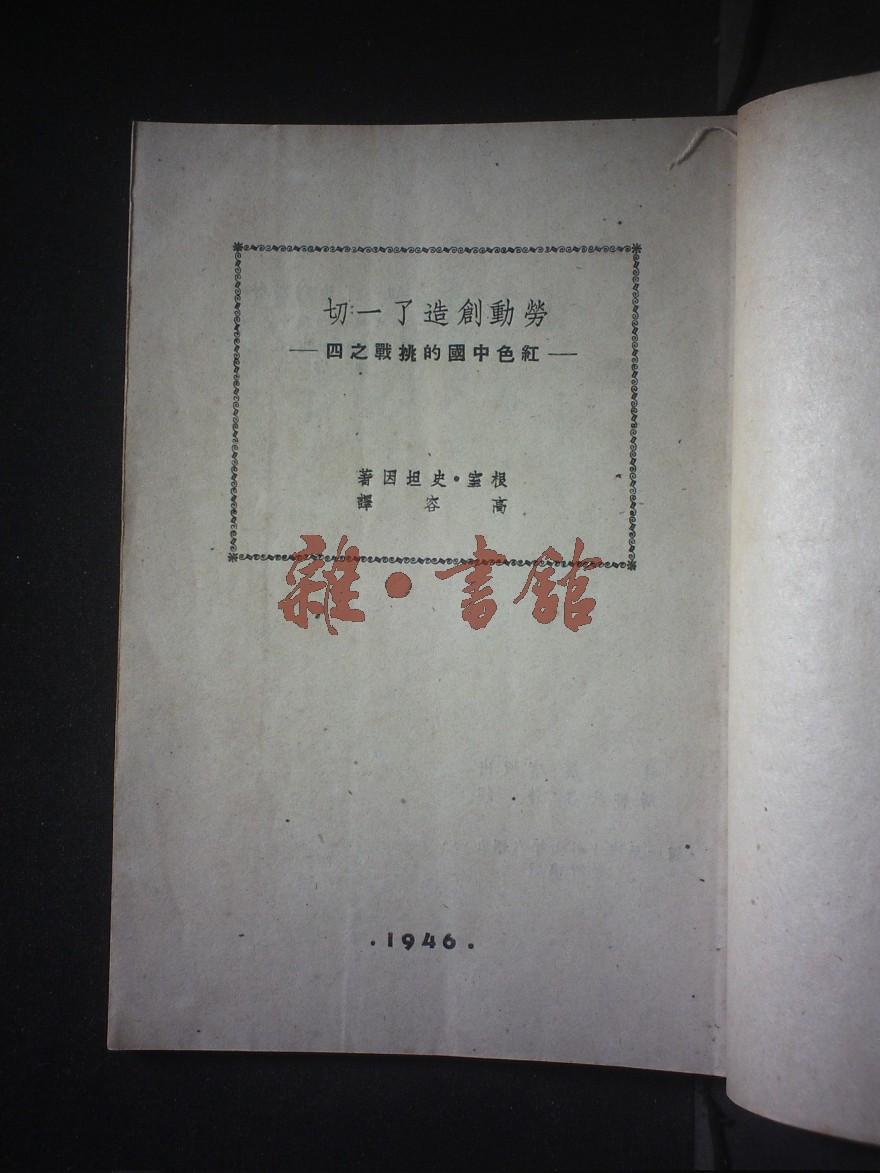 勞動創造了一切
—紅色中國的挑戰之四—
根室·史坦因著
高容譯
雜·書館
·1946·